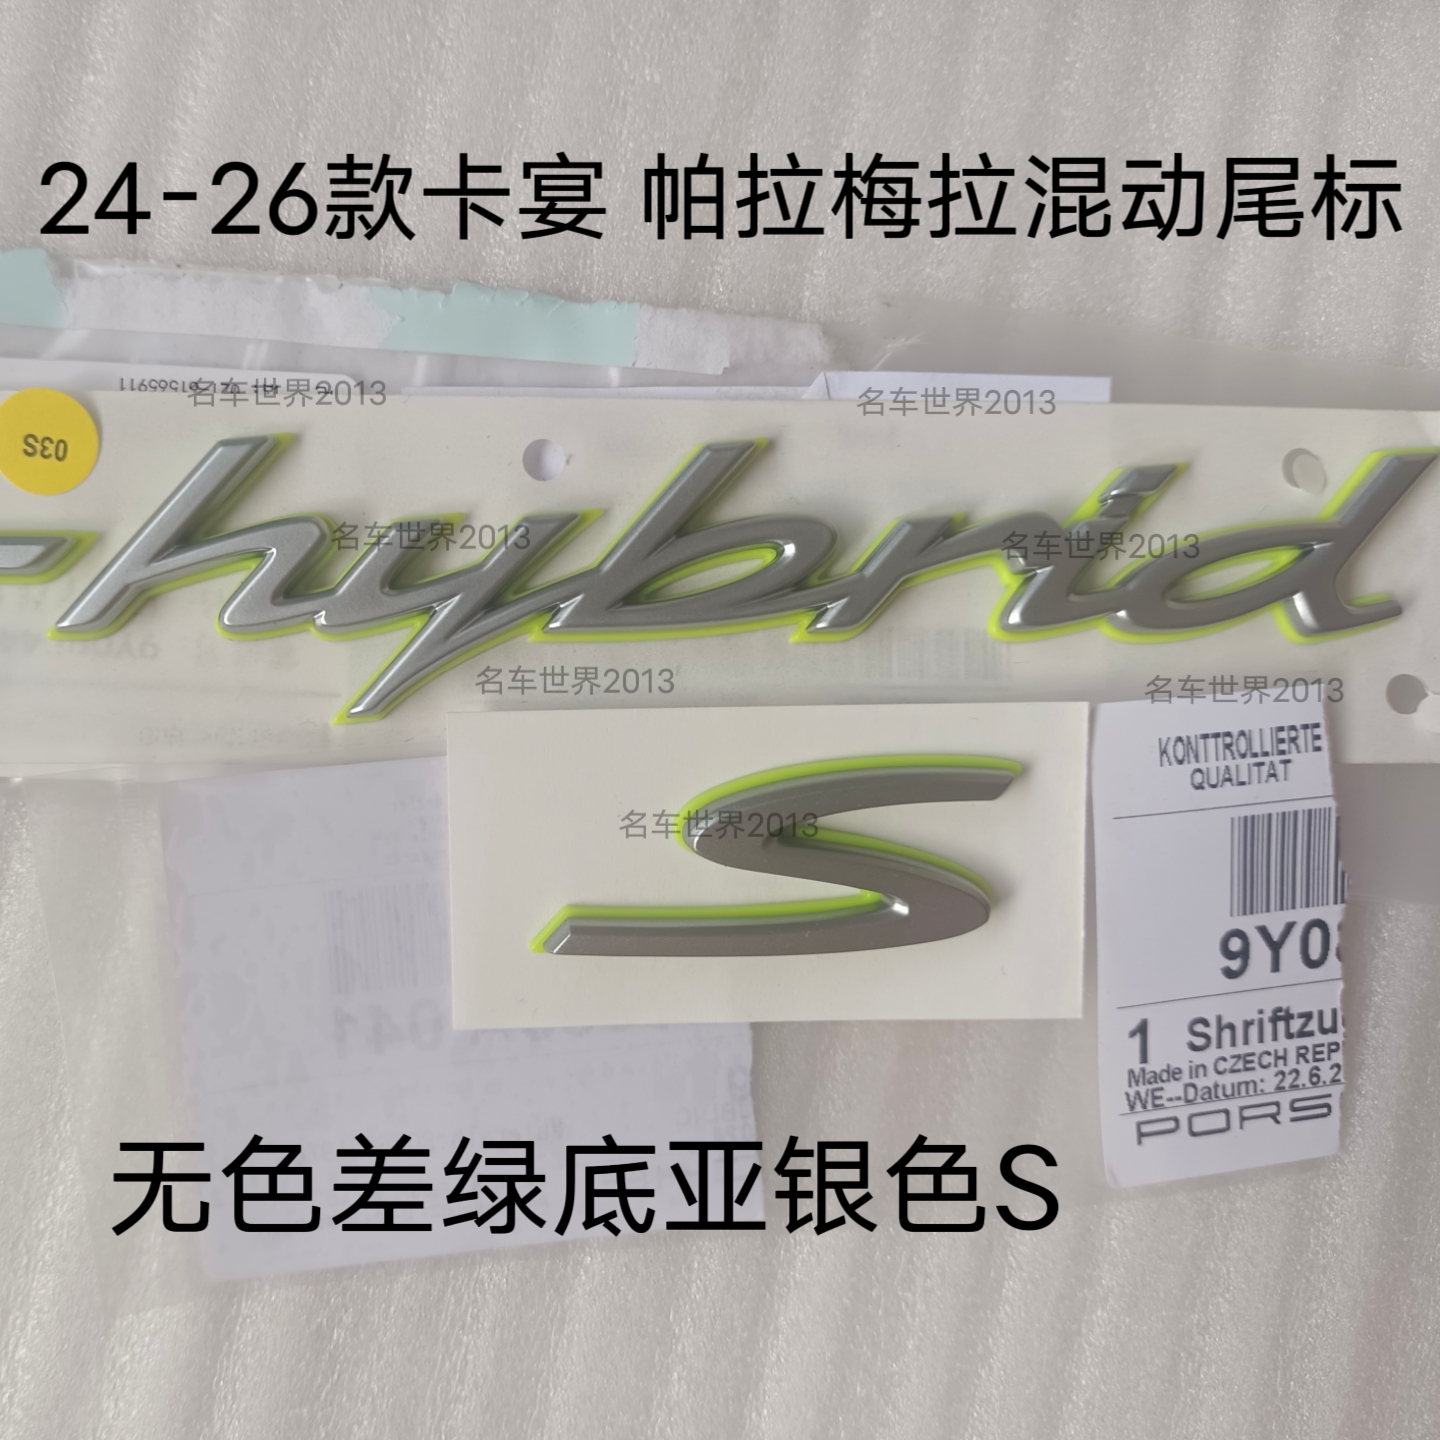 24-26款卡宴 帕拉梅拉混动尾标
名车世界2013
名车世界2013
03S
-hybrid
名车世界2013
名车世界2013
名车世界2013
名车世界2013
KONTTROLLIERTE
QUALITAT
S
名车世界2013
9Y08
1 Shriftzu
Made in CZECH REP
WE--Datum: 22.6.2
PORS
941
无色差绿底亚银色S